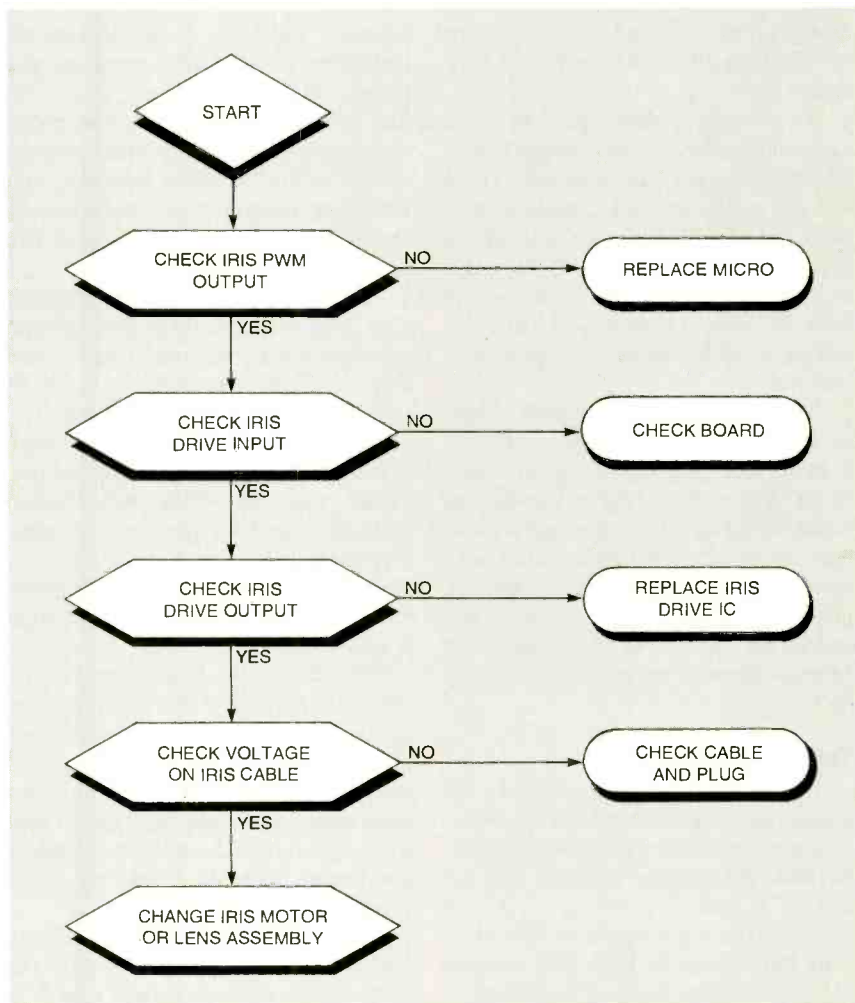 START
CHECK IRIS PWM
OUTPUT
NO
REPLACE MICRO
YES
CHECK IRIS
DRIVE INPUT
NO
CHECK BOARD
YES
CHECK IRIS
DRIVE OUTPUT
NO
REPLACE IRIS
DRIVE IC
YES
CHECK VOLTAGE
ON IRIS CABLE
NO
CHECK CABLE
AND PLUG
YES
CHANGE IRIS MOTOR
OR LENS ASSEMBLY